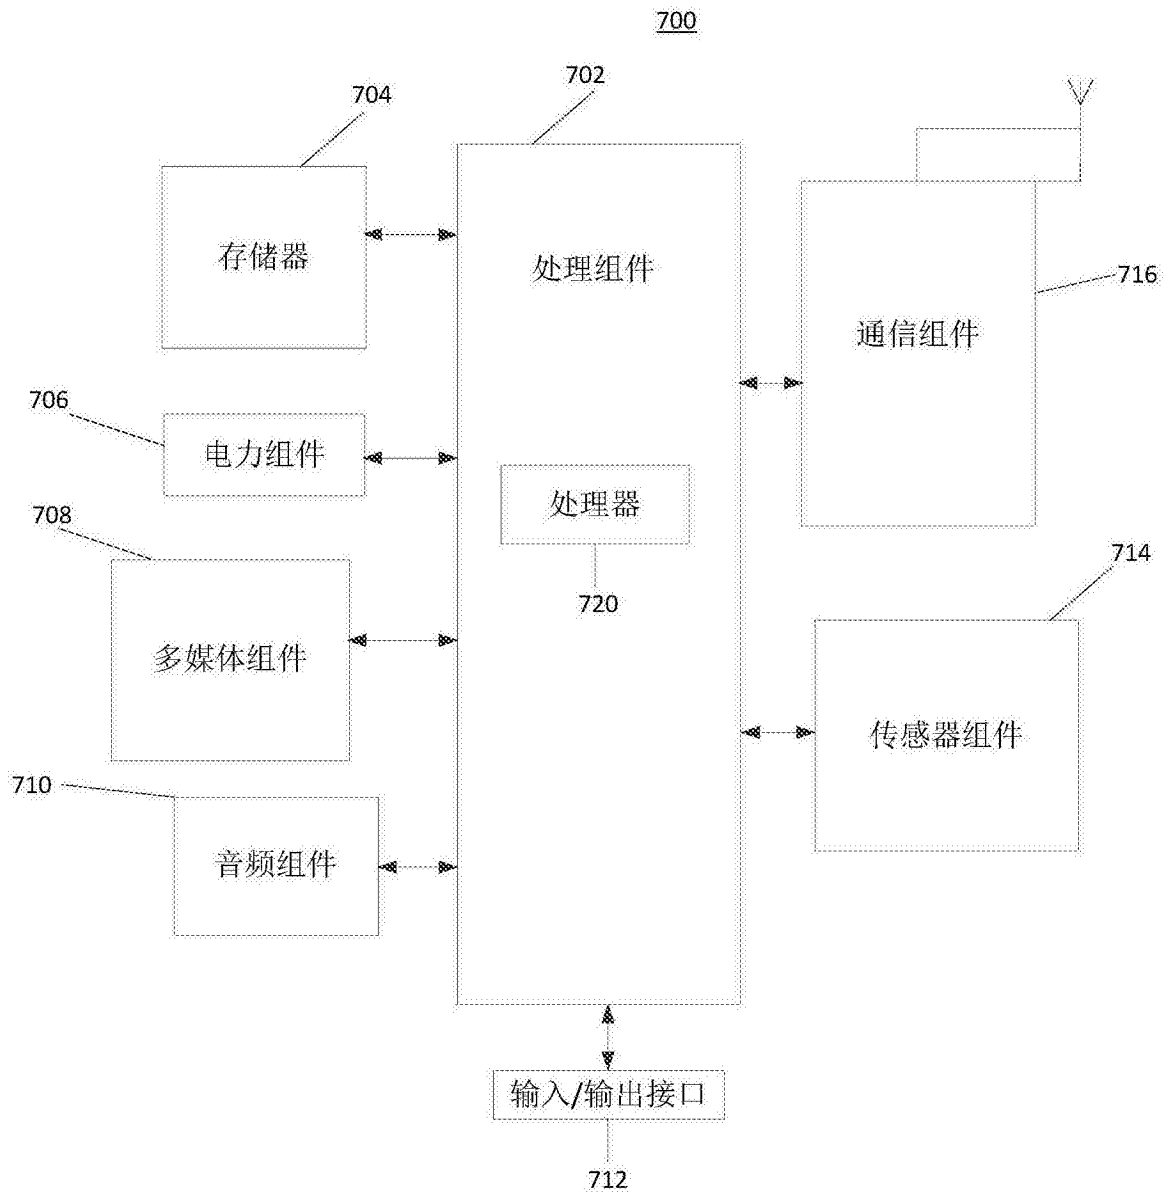 700
702
704
存储器
处理组件
716
通信组件
706
电力组件
处理器
720
708
多媒体组件
714
传感器组件
710
音频组件
输入/输出接口
712